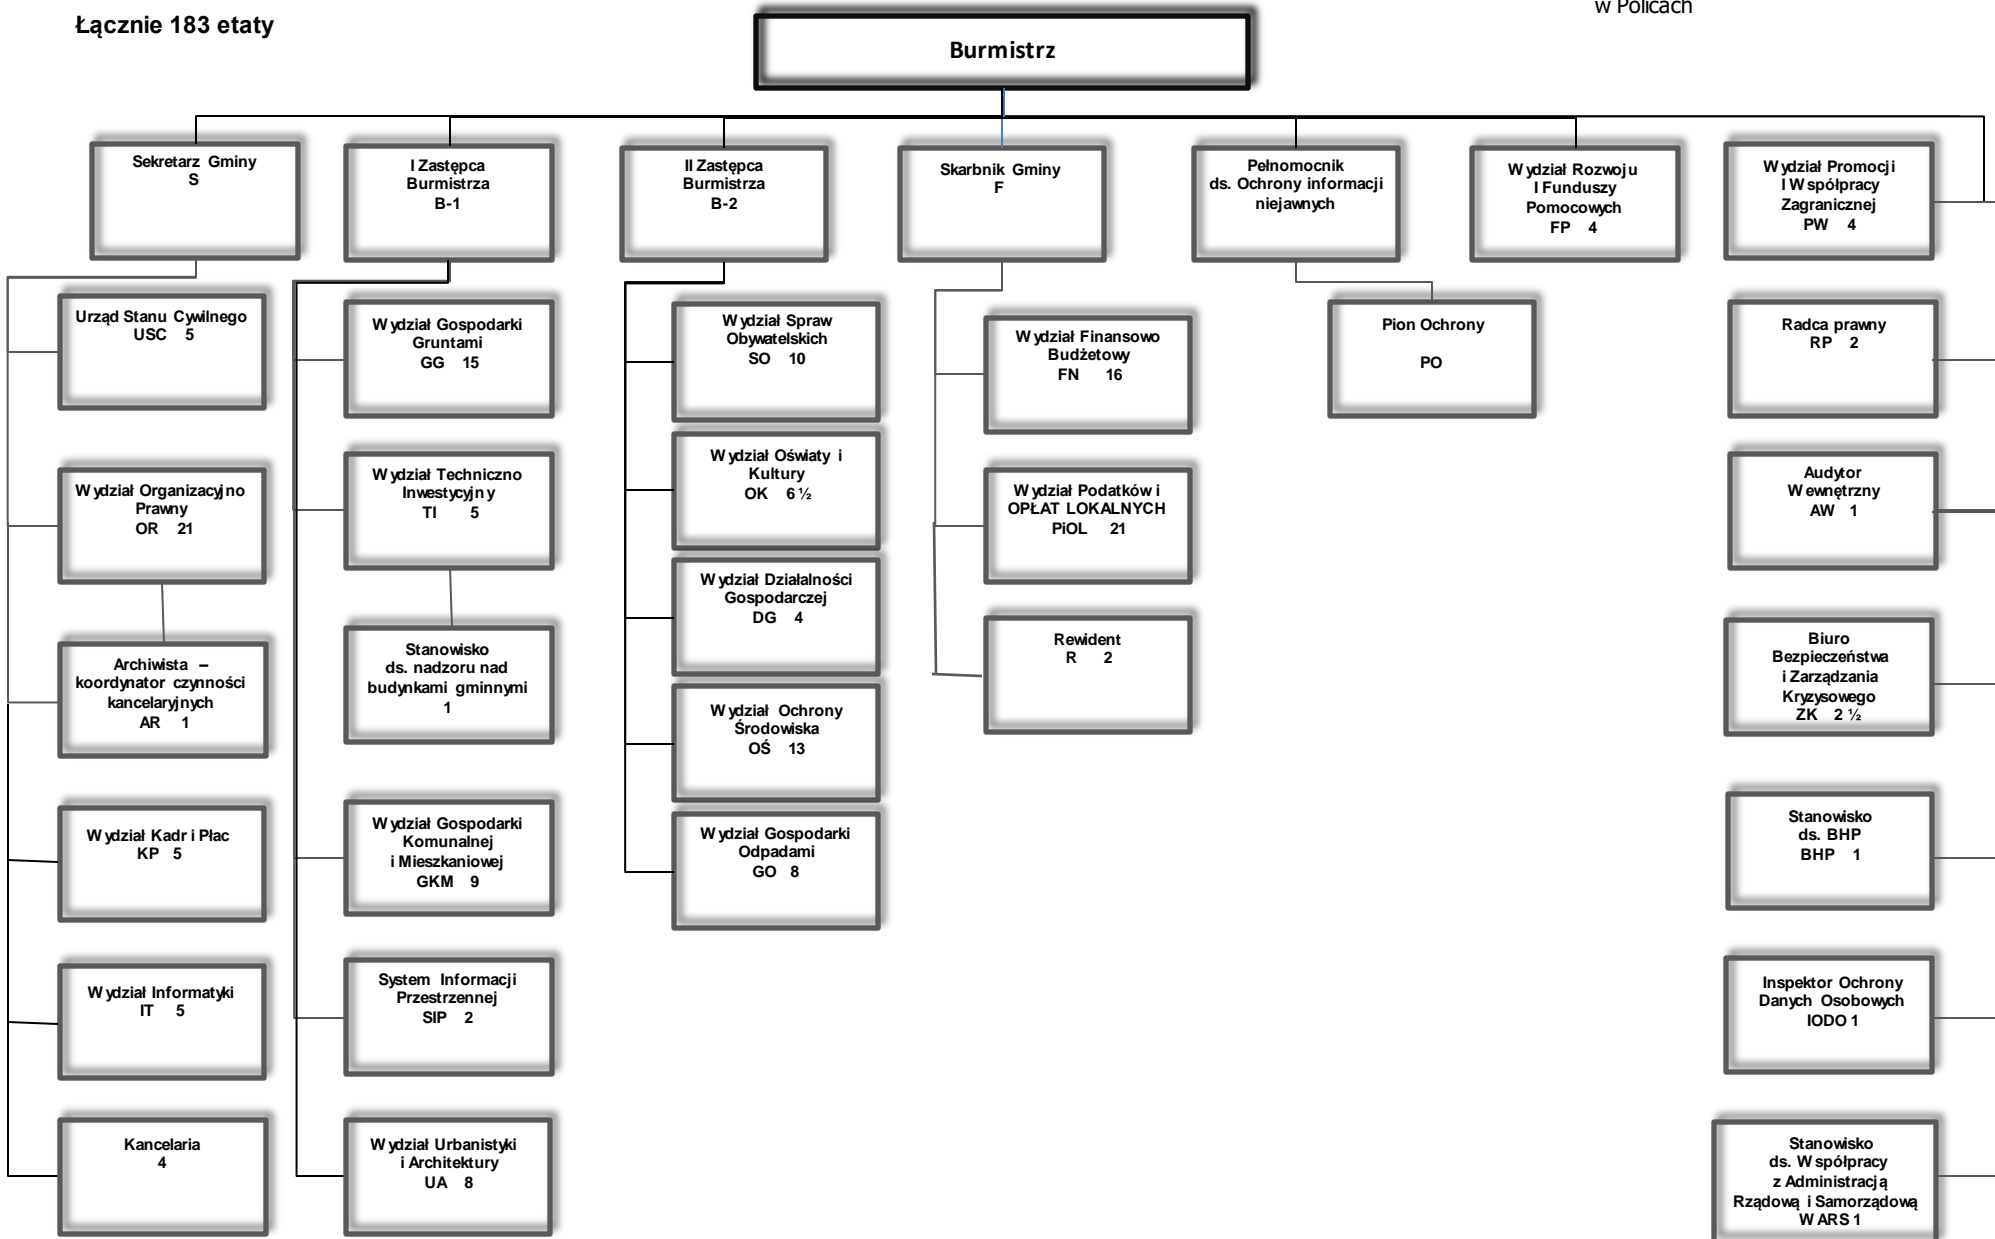 w Policach
Łącznie 183 etaty
Burmistrz
Sekretarz Gminy
S
I Zastępca
Burmistrza
B-1
II Zastępca
Burmistrza
B-2
Skarbnik Gminy
F
Pełnomocnik
ds. Ochrony informacji
niejawnych
Wydział Rozwoju
I Funduszy
Pomocowych
FP 4
Wydział Promocji
I Współpracy
Zagranicznej
PW 4
Urząd Stanu Cywilnego
USC 5
Wydział Organizacyjno
Prawny
OR 21
Archiwista –
koordynator czynności
kancelaryjnych
AR 1
Wydział Kadr i Płac
KP 5
Wydział Informatyki
IT 5
Kancelaria
4
Wydział Gospodarki
Gruntami
GG 15
Wydział Techniczno
Inwestycyjny
TI 5
Stanowisko
ds. nadzoru nad
budynkami gminnymi
1
Wydział Gospodarki
Komunalnej
i Mieszkaniowej
GKM 9
System Informacji
Przestrzennej
SIP 2
Wydział Urbanistyki
i Architektury
UA 8
Wydział Spraw
Obywatelskich
SO 10
Wydział Oświaty i
Kultury
OK 6 ½
Wydział Działalności
Gospodarczej
DG 4
Wydział Ochrony
Środowiska
OŚ 13
Wydział Gospodarki
Odpadami
GO 8
Wydział Finansowo
Budżetowy
FN 16
Wydział Podatków i
OPŁAT LOKALNYCH
PiOL 21
Rewident
R 2
Pion Ochrony
PO
Radca prawny
RP 2
Audytor
Wewnętrzny
AW 1
Biuro
Bezpieczeństwa
i Zarządzania
Kryzysowego
ZK 2 ½
Stanowisko
ds. BHP
BHP 1
Inspektor Ochrony
Danych Osobowych
IODO 1
Stanowisko
ds. Współpracy
z Administracją
Rządową i Samorządową
WARS 1